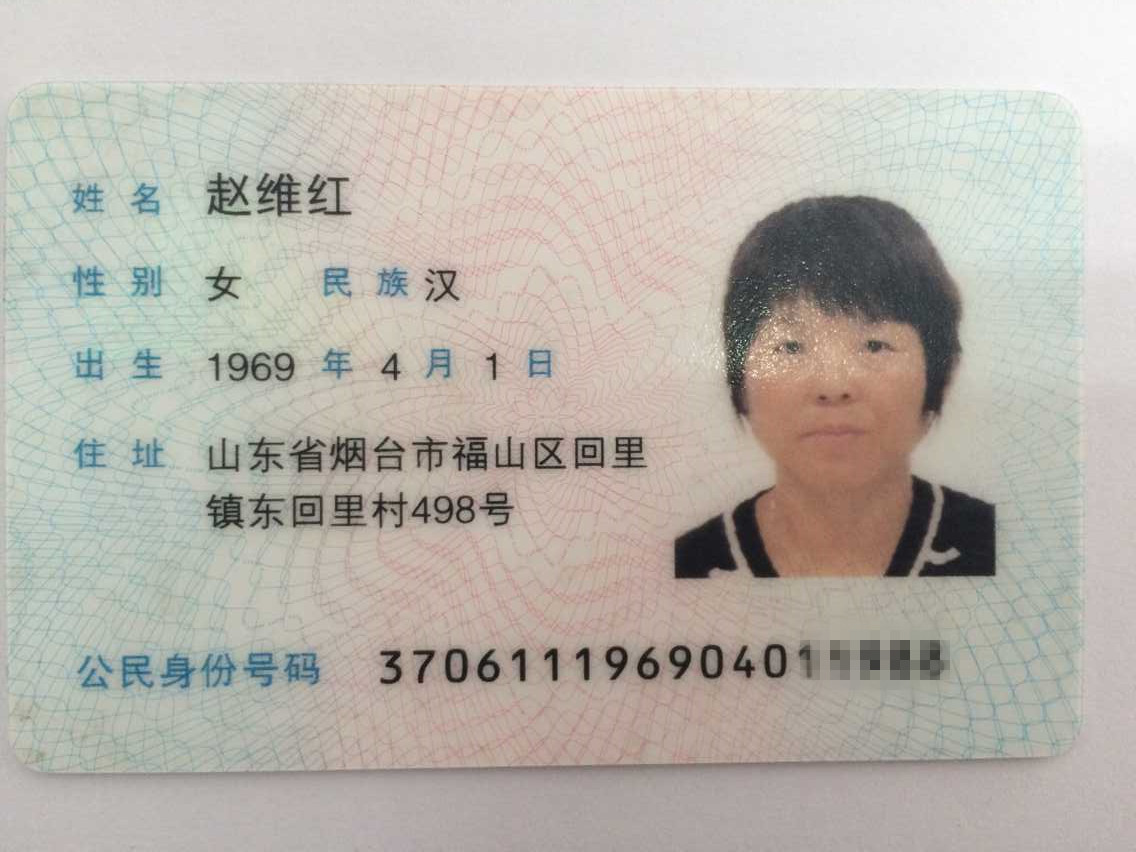 姓名 赵维红
性别 女 民族 汉
出生 1969 年 4 月 1 日
住址 山东省烟台市福山区回里
镇东回里村498号
公民身份号码 3706111969040